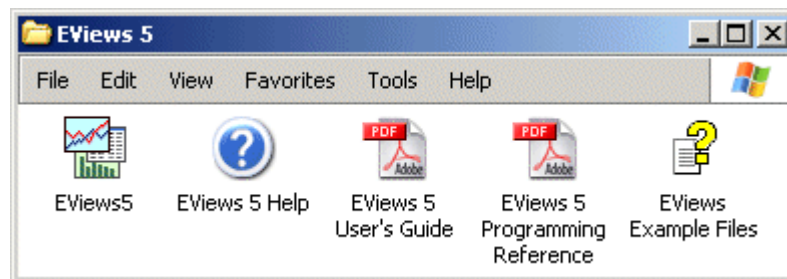 EViews 5
File Edit View Favorites Tools Help
PDF
Adobe
PDF
Adobe
EViews5
EViews 5 Help
EViews 5
User's Guide
EViews 5
Programming
Reference
EViews
Example Files